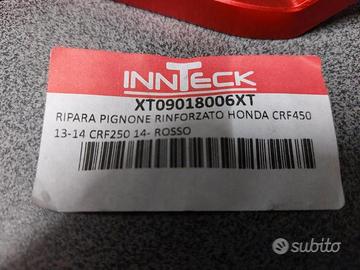 INNTECK
XT09018006XT
RIPARA PIGNONE RINFORZATO HONDA CRF450
13-14 CRF250 14- ROSSO
subito